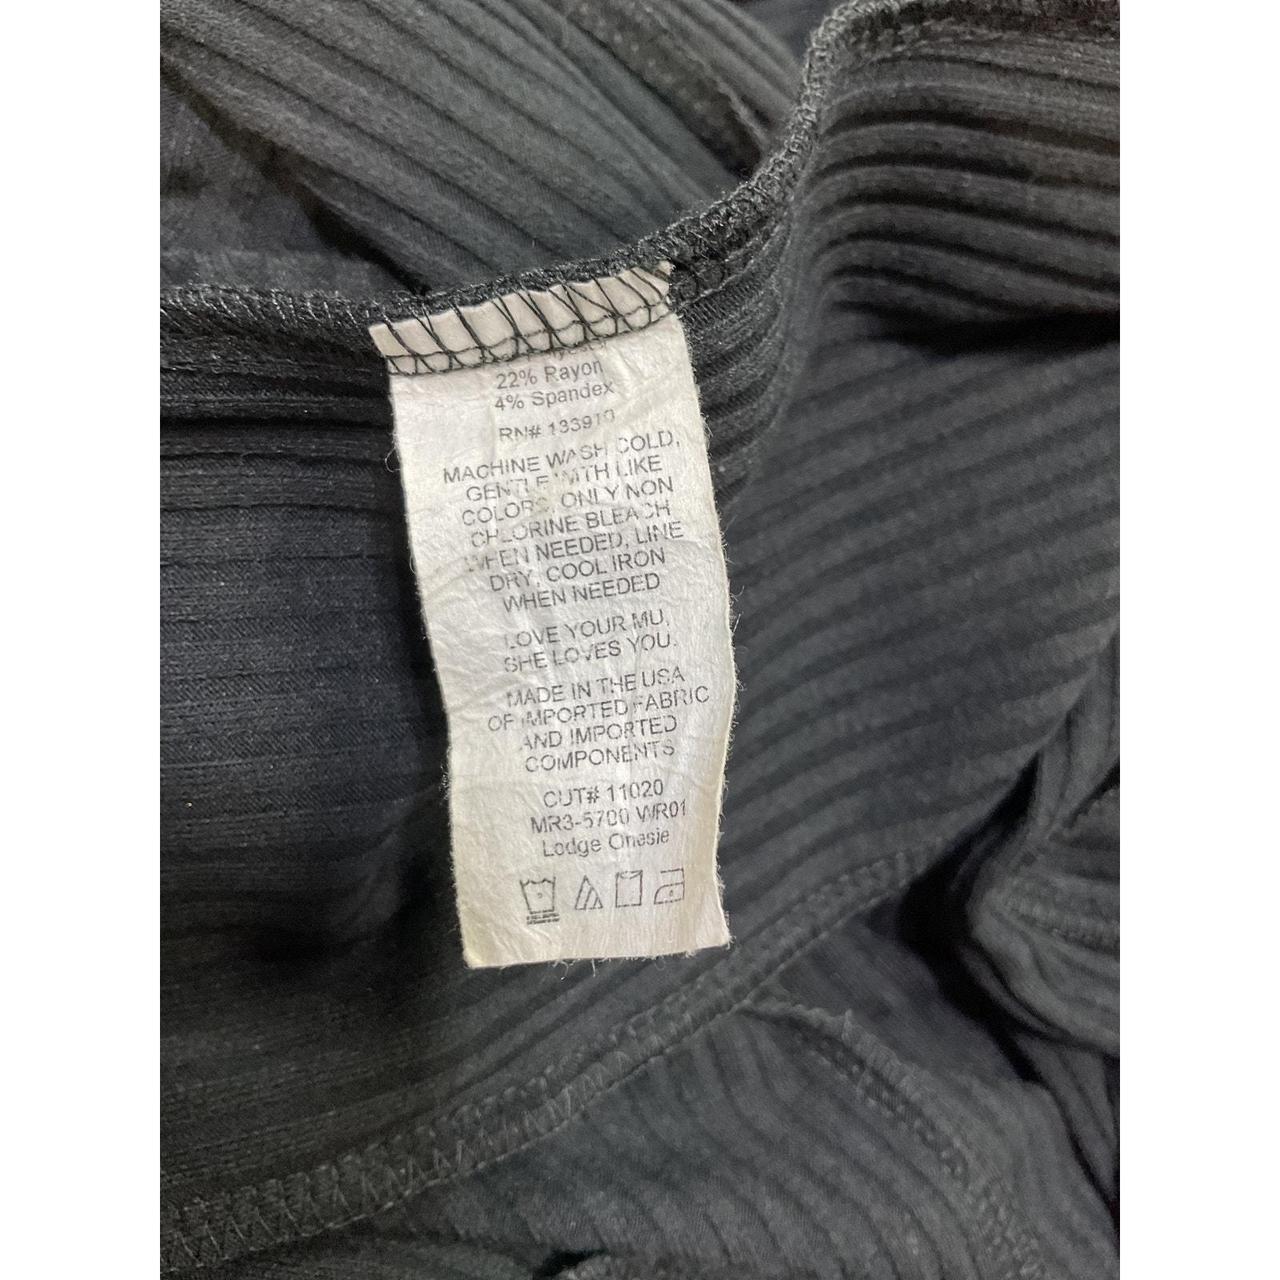 22% Rayon
4% Spandex
RN# 133910
MACHINE WASH COLD,
GENTLE WITH LIKE
COLORS, ONLY NON
CHLORINE BLEACH
WHEN NEEDED, LINE
DRY, COOL IRON
WHEN NEEDED
LOVE YOUR MU,
SHE LOVES YOU.
MADE IN THE USA
OF IMPORTED FABRIC
AND IMPORTED
COMPONENTS
CUT# 11020
MR3-5700 WR01
Lodge Onesie